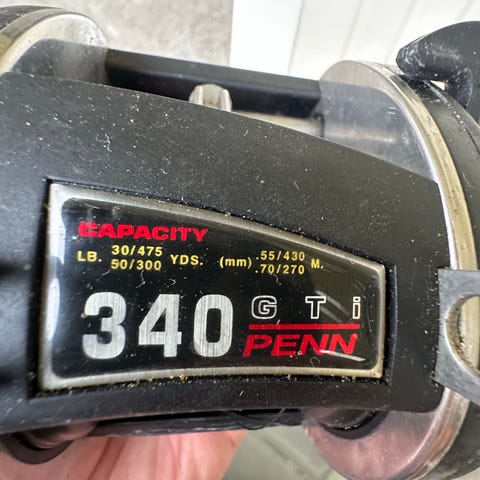 CAPACITY
LB. 30/475 YDS. (mm) .55/430 M.
50/300 .70/270
340 GTi
PENN